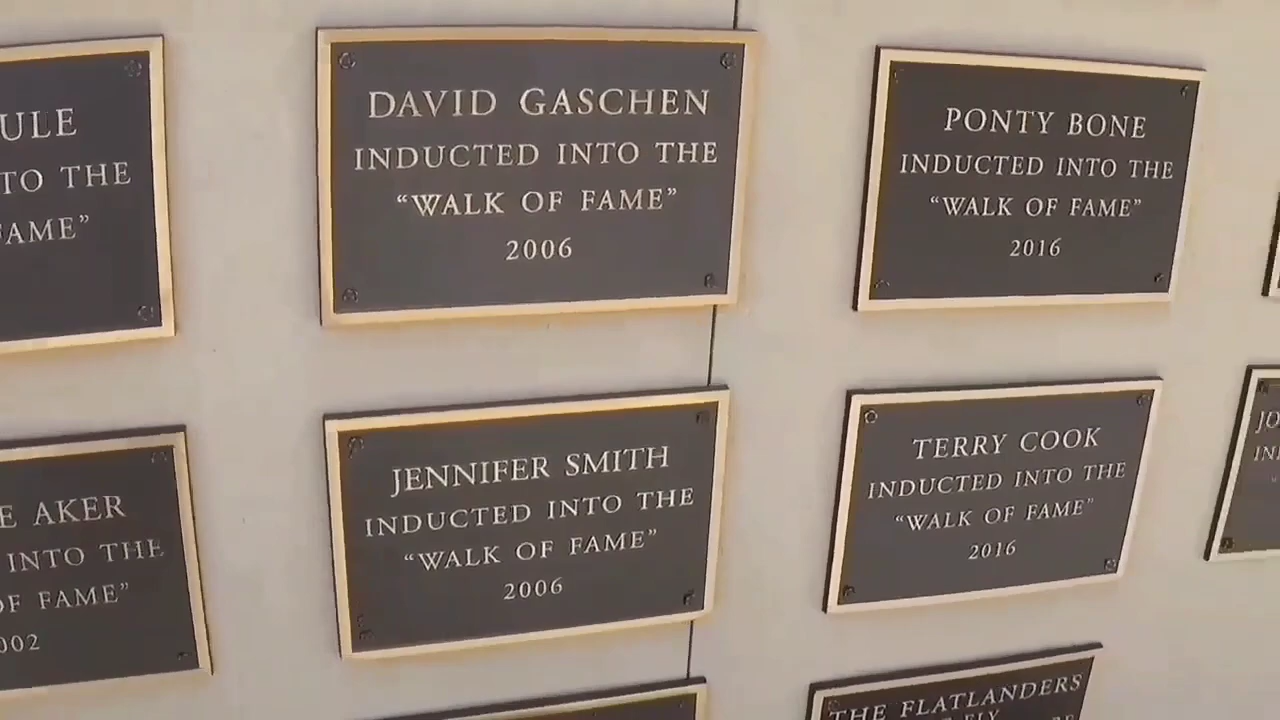 ULE
TO THE
FAME”
DAVID GASCHEN
INDUCTED INTO THE
“WALK OF FAME”
2006
PONTY BONE
INDUCTED INTO THE
“WALK OF FAME”
2016
E AKER
INTO THE
OF FAME”
002
JENNIFER SMITH
INDUCTED INTO THE
“WALK OF FAME”
2006
TERRY COOK
INDUCTED INTO THE
“WALK OF FAME”
2016
JO
IN
THE FLATLANDERS
ELY